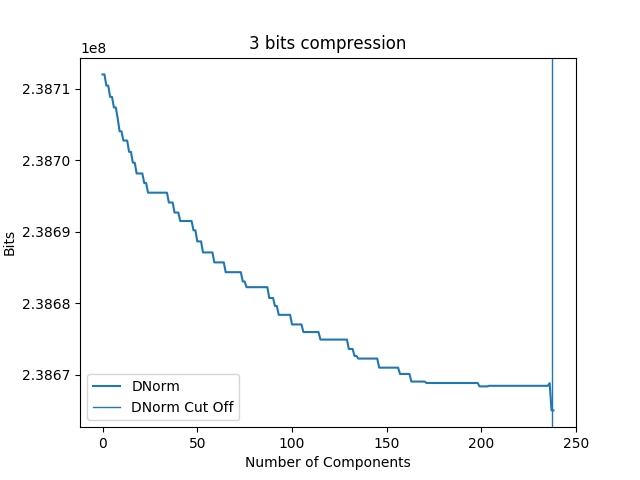 3 bits compression
1e8
2.3871
2.3870
2.3869
2.3868
2.3867
Bits
DNorm
DNorm Cut Off
0 50 100 150 200 250
Number of Components